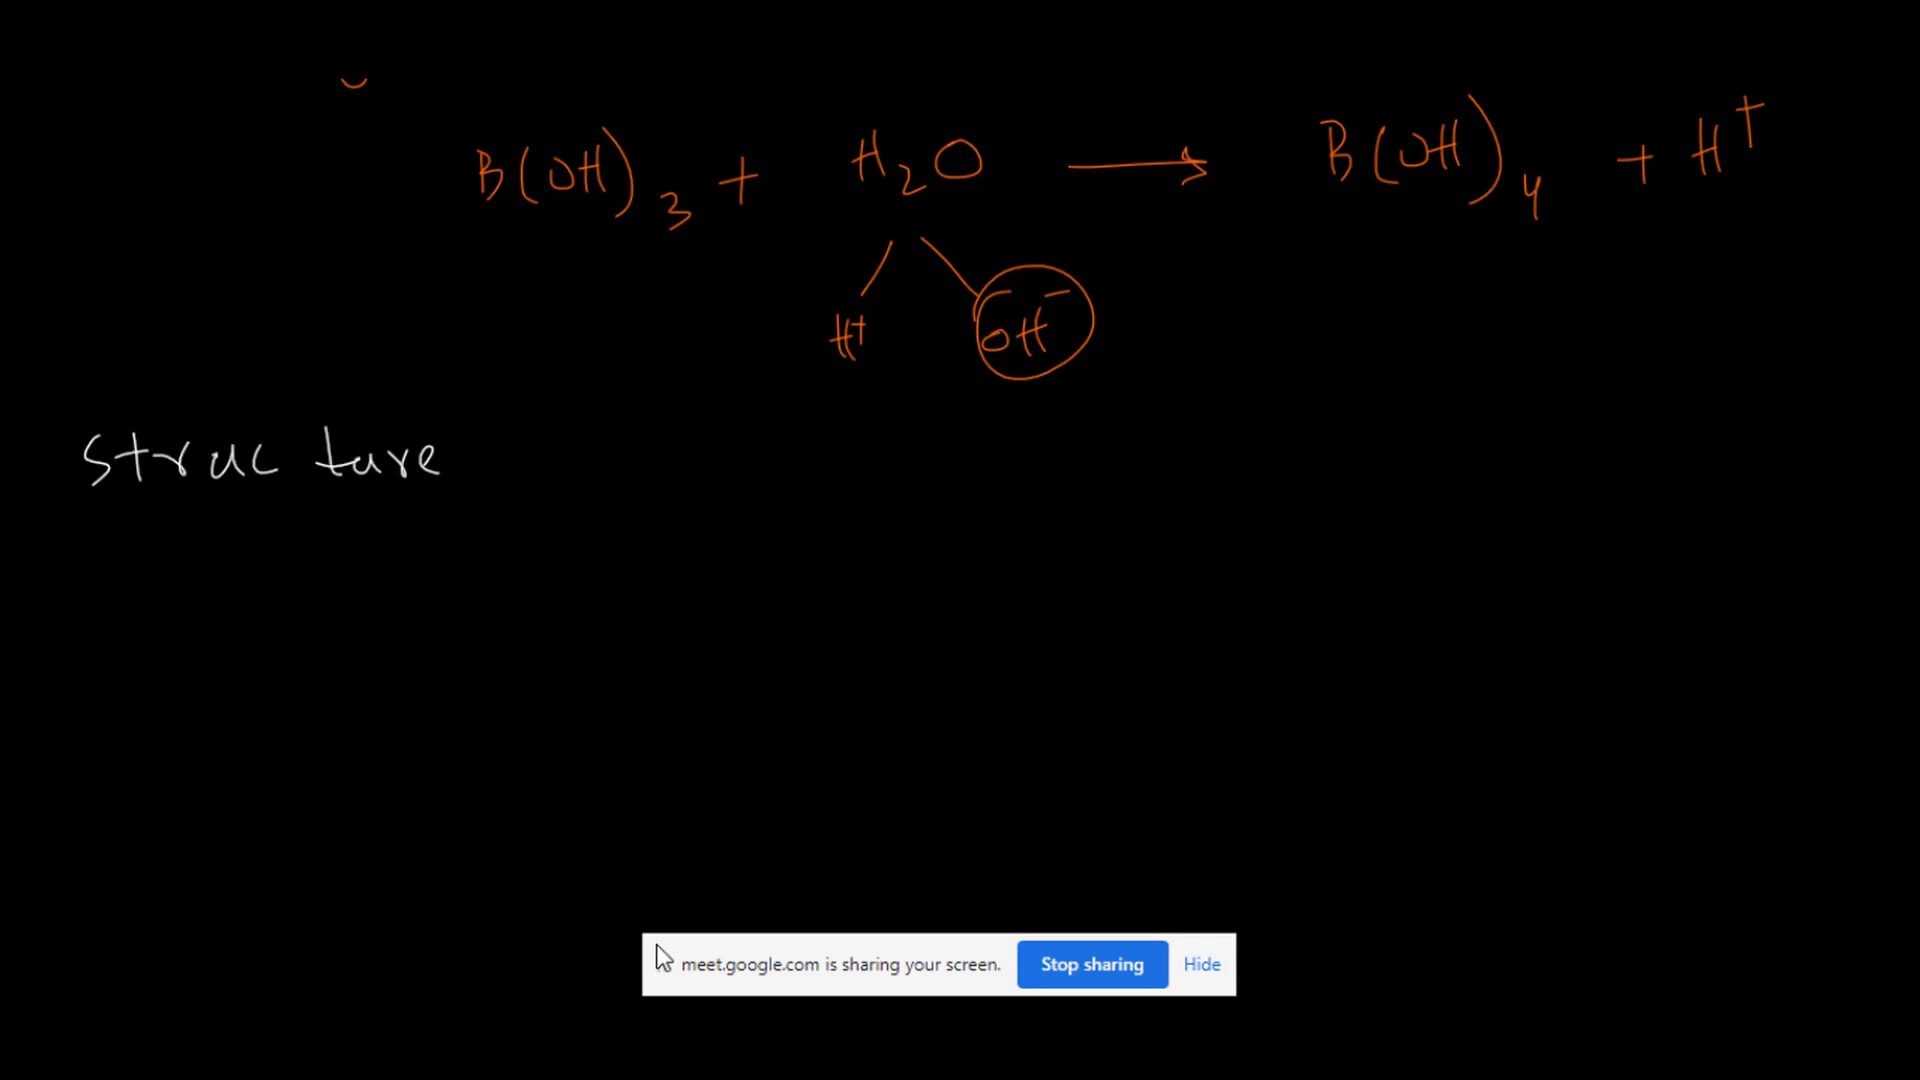 B(OH)₃ + H₂O → B(OH)₄ + H⁺
H⁺ OH⁻
structure
meet.google.com is sharing your screen. Stop sharing Hide